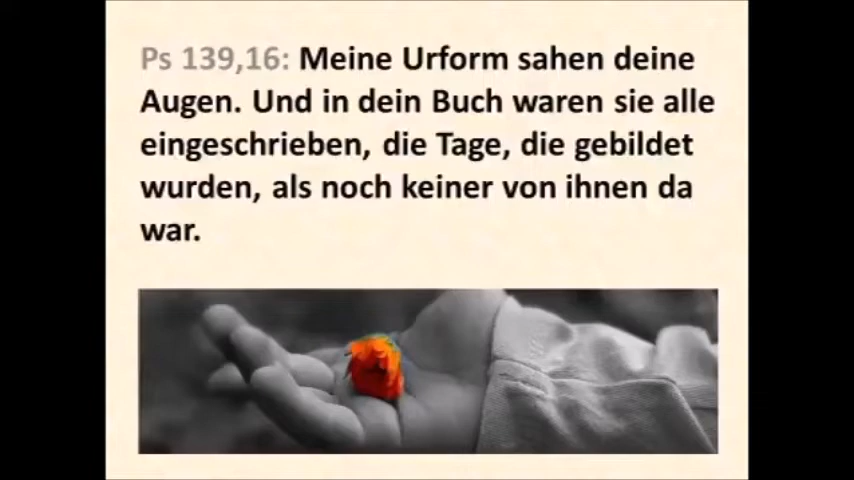 Ps 139,16: Meine Urform sahen deine
Augen. Und in dein Buch waren sie alle
eingeschrieben, die Tage, die gebildet
wurden, als noch keiner von ihnen da
war.